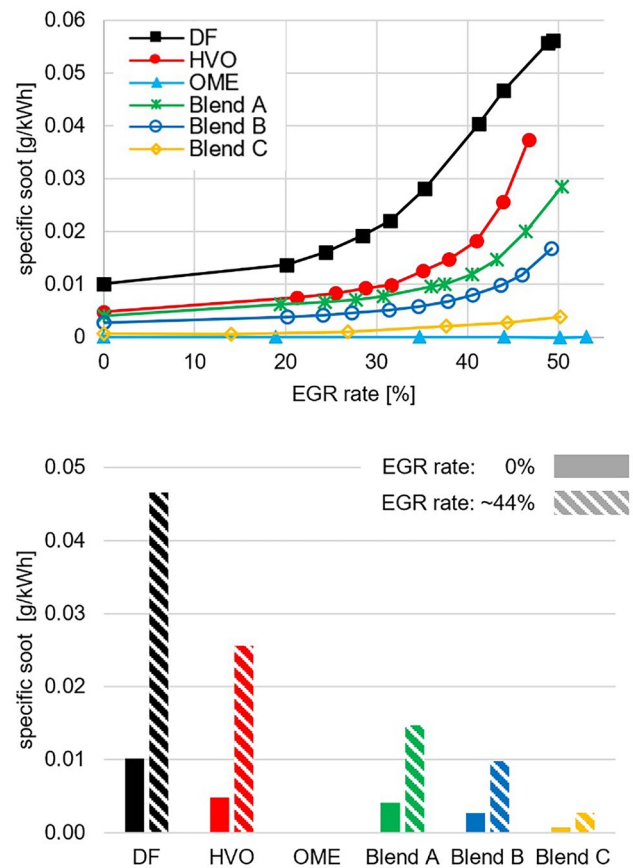 0.06
0.05
0.04
0.03
0.02
0.01
0
specific soot [g/kWh]
DF
HVO
OME
Blend A
Blend B
Blend C
0 10 20 30 40 50
EGR rate [%]
EGR rate: 0%
EGR rate: ~44%
0.05
0.04
0.03
0.02
0.01
0.00
specific soot [g/kWh]
DF HVO OME Blend A Blend B Blend C